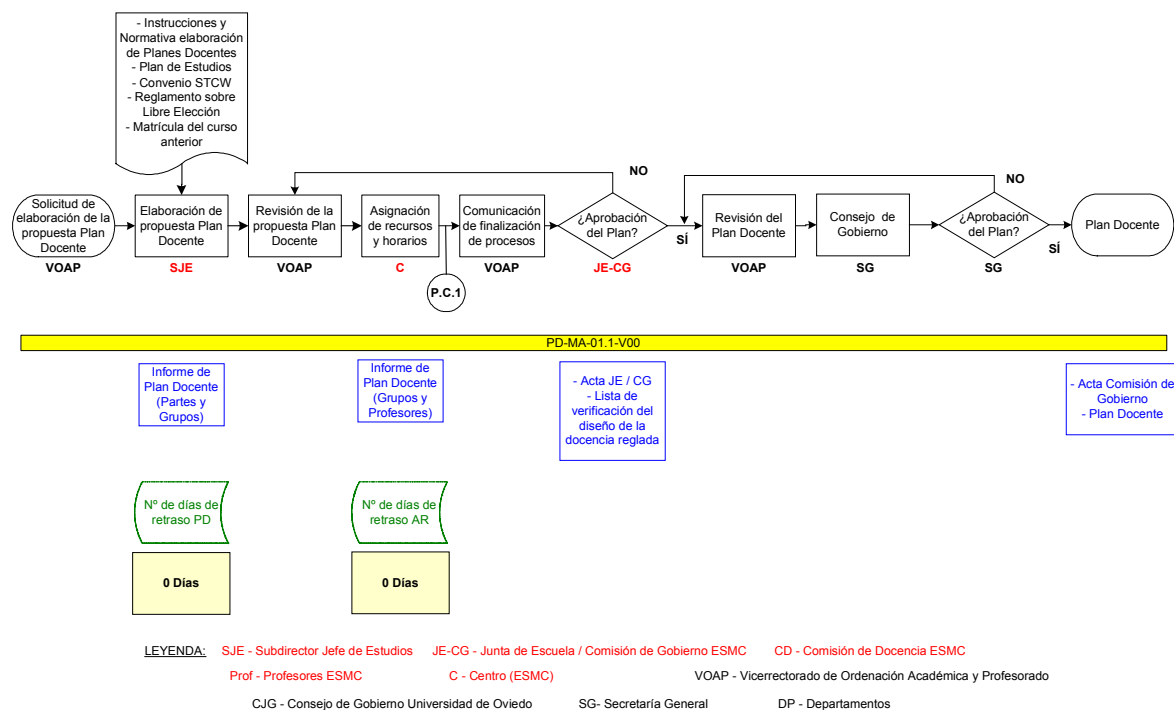 - Instrucciones y
Normativa elaboración
de Planes Docentes
- Plan de Estudios
- Convenio STCW
- Reglamento sobre
Libre Elección
- Matrícula del curso
anterior
NO
NO
Solicitud de
elaboración de la
propuesta Plan
Docente
VOAP
Elaboración de
propuesta Plan
Docente
SJE
Revisión de la
propuesta Plan
Docente
VOAP
Asignación
de recursos
y horarios
C
P.C.1
Comunicación
de finalización
de procesos
VOAP
¿Aprobación
del Plan?
JE-CG
SÍ
Revisión del
Plan Docente
VOAP
Consejo de
Gobierno
SG
¿Aprobación
del Plan?
SG
SÍ
Plan Docente
PD-MA-01.1-V00
Informe de
Plan Docente
(Partes y
Grupos)
Informe de
Plan Docente
(Grupos y
Profesores)
- Acta JE / CG
- Lista de
verificación del
diseño de la
docencia reglada
- Acta Comisión de
Gobierno
- Plan Docente
Nº de días de
retraso PD
Nº de días de
retraso AR
0 Días
0 Días
LEYENDA: SJE - Subdirector Jefe de Estudios JE-CG - Junta de Escuela / Comisión de Gobierno ESMC CD - Comisión de Docencia ESMC
Prof - Profesores ESMC C - Centro (ESMC) VOAP - Vicerrectorado de Ordenación Académica y Profesorado
CJG - Consejo de Gobierno Universidad de Oviedo SG- Secretaría General DP - Departamentos